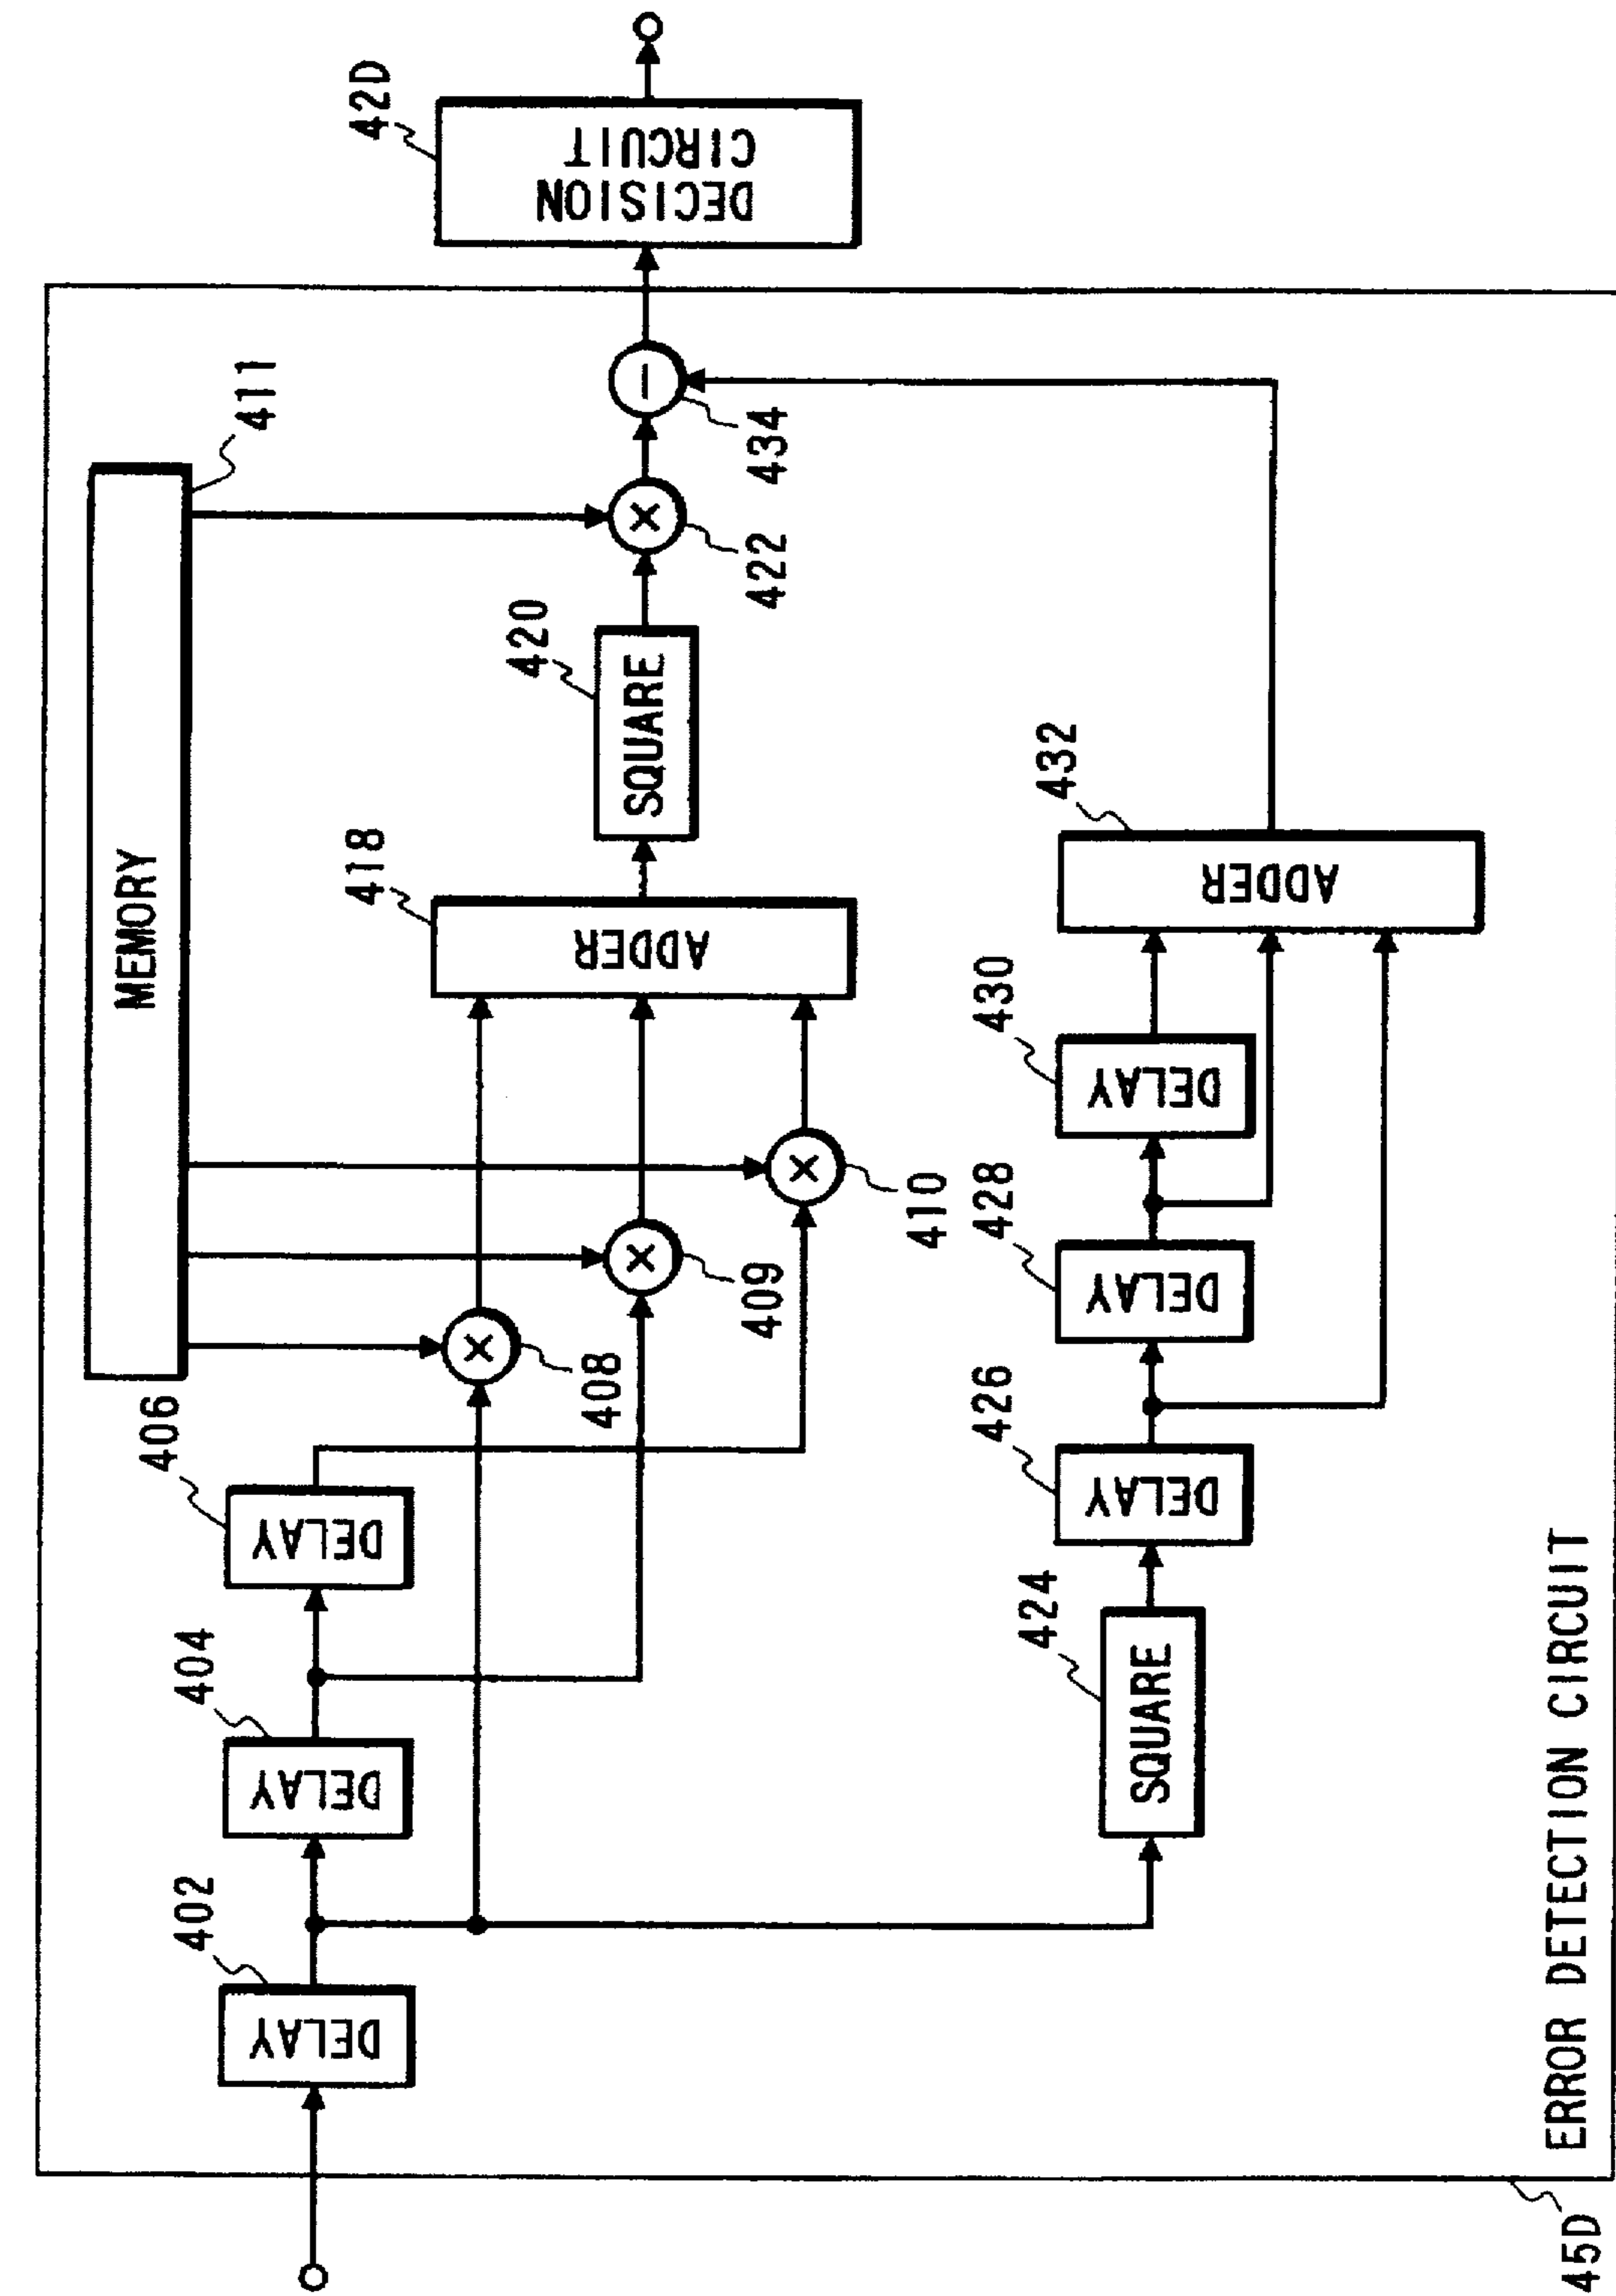 MEMORY
411
406
DELAY
404
DELAY
402
DELAY
408
409
410
418
ADDER
420
SQUARE
422
434
42D
DECISION
CIRCUIT
424
SQUARE
426
DELAY
428
DELAY
430
DELAY
432
ADDER
ERROR DETECTION CIRCUIT
45D